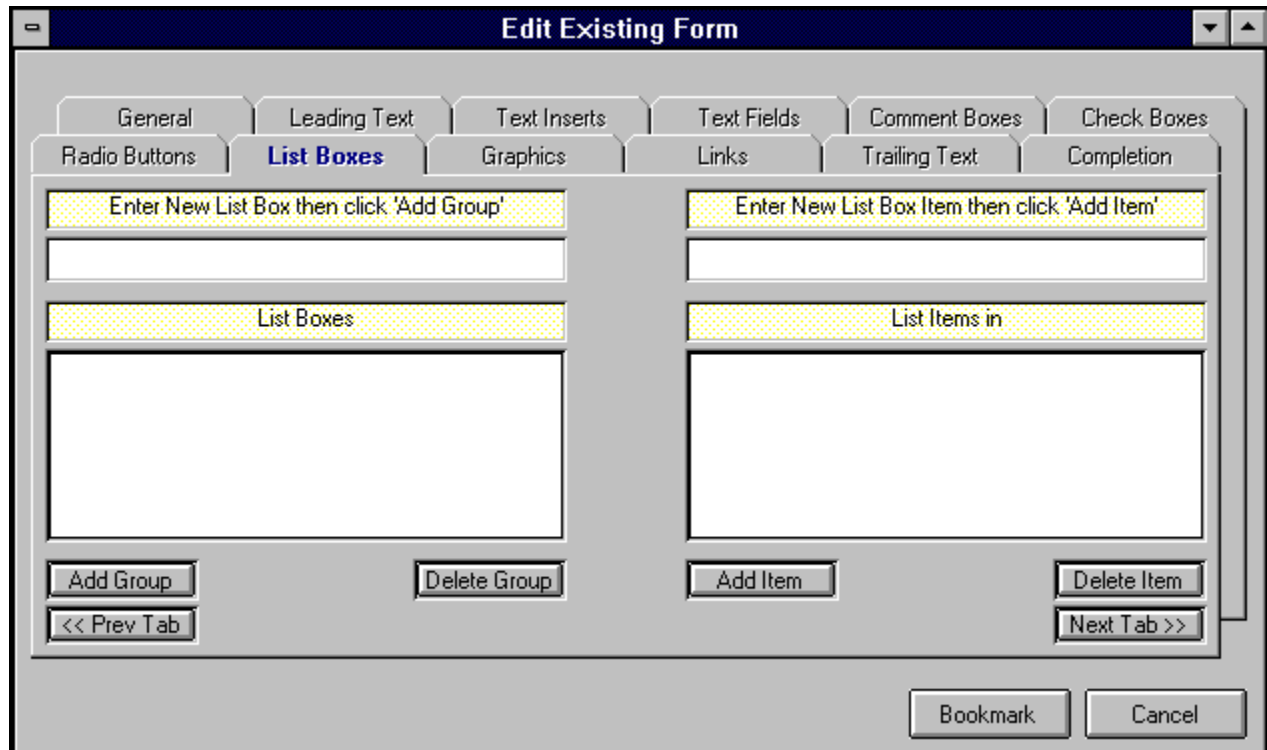 Edit Existing Form
General Leading Text Text Inserts Text Fields Comment Boxes Check Boxes
Radio Buttons List Boxes Graphics Links Trailing Text Completion
Enter New List Box then click 'Add Group' Enter New List Box Item then click 'Add Item'
List Boxes List Items in
Add Group Delete Group Add Item Delete Item
<< Prev Tab Next Tab >>
Bookmark Cancel